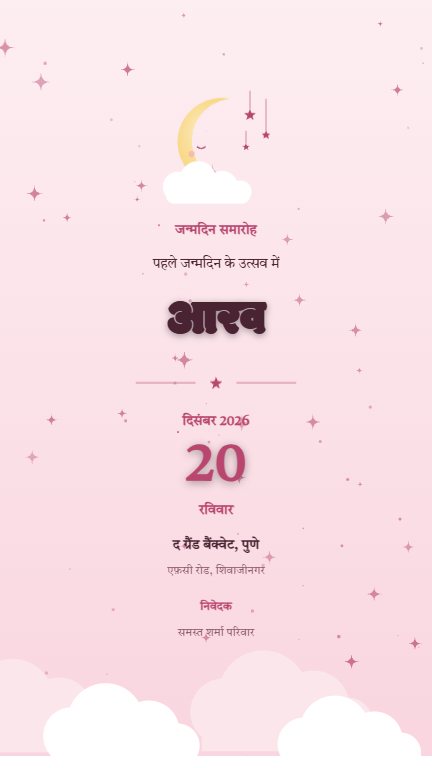 जन्मदिन समारोह
पहले जन्मदिन के उत्सव में
आरव
दिसंबर 2026
20
रविवार
द ग्रैंड बैंक्वेट, पुणे
एफ़सी रोड, शिवाजीनगर
निवेदक
समस्त शर्मा परिवार